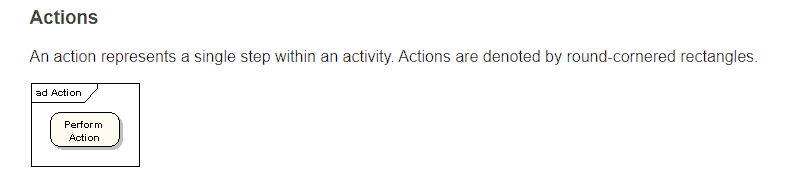 Actions
An action represents a single step within an activity. Actions are denoted by round-cornered rectangles.
ad Action
Perform
Action